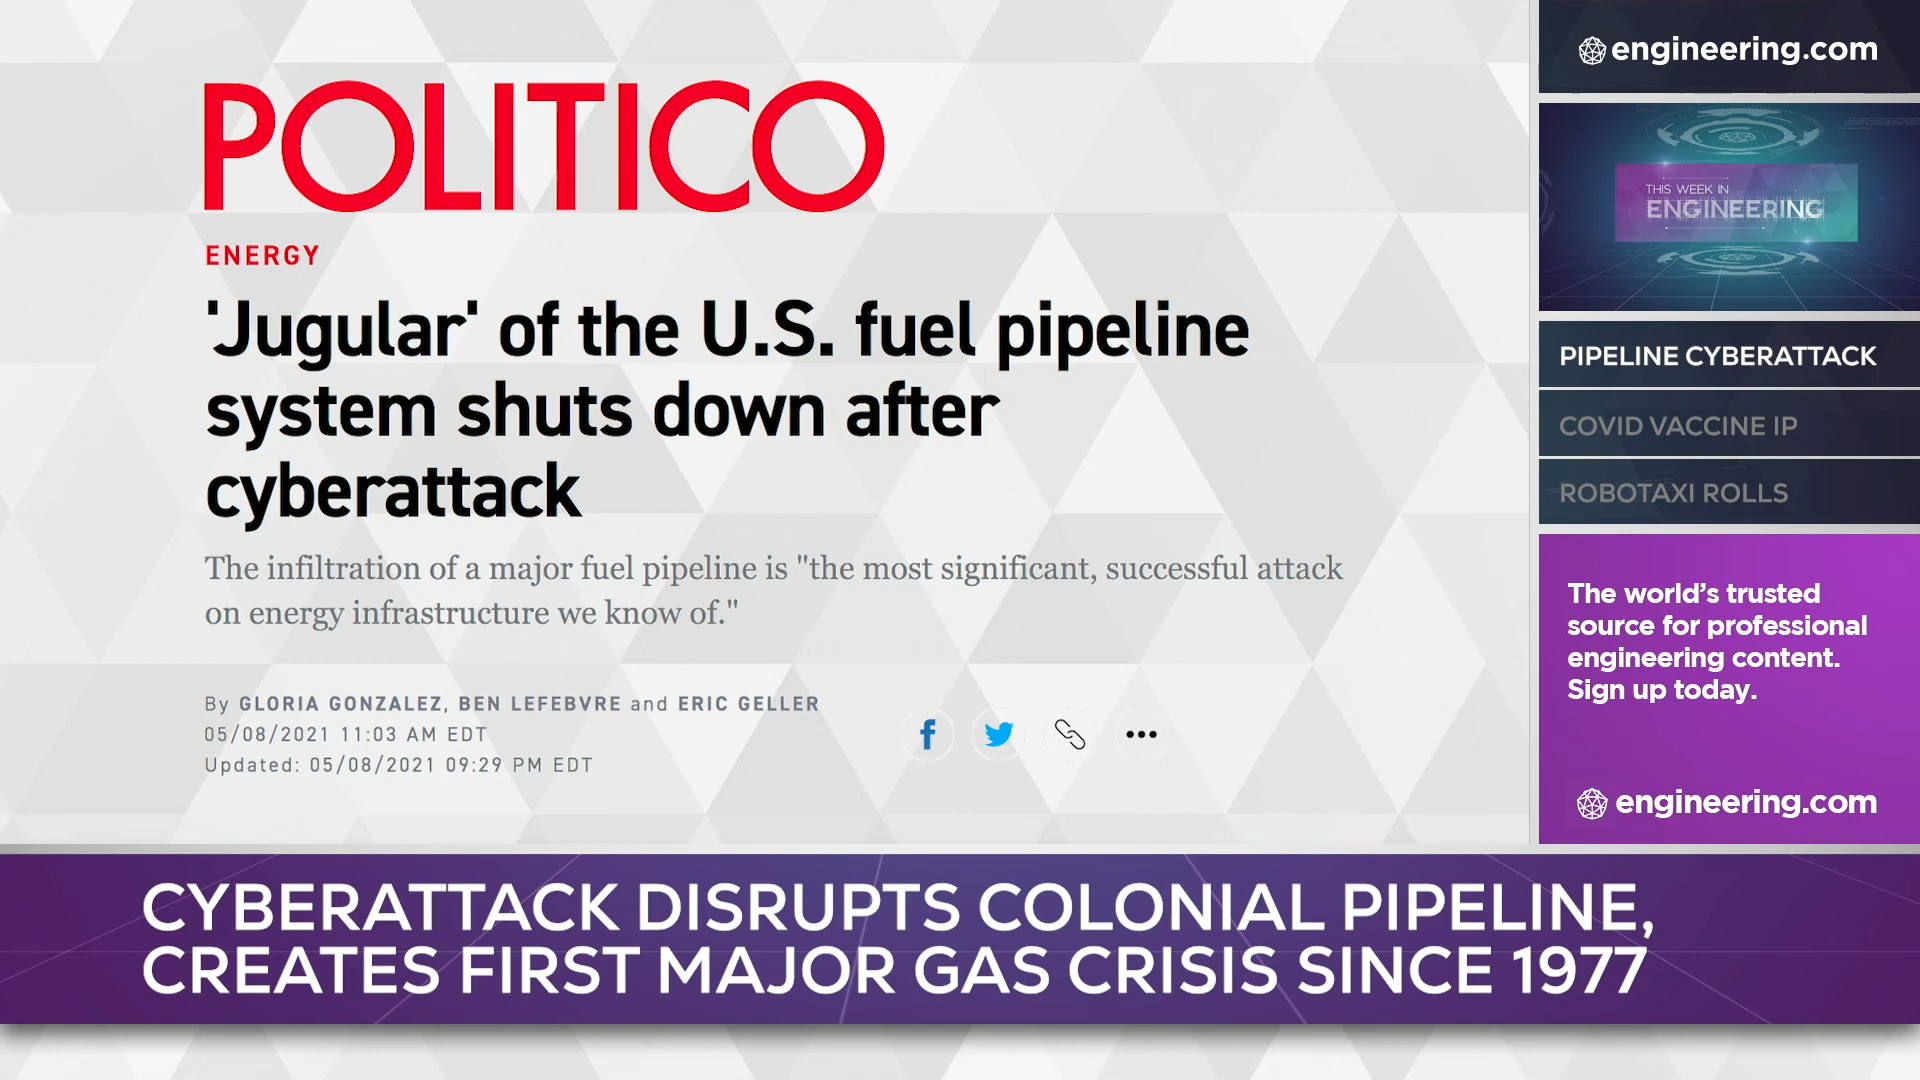 POLITICO
ENERGY
'Jugular' of the U.S. fuel pipeline
system shuts down after
cyberattack
The infiltration of a major fuel pipeline is "the most significant, successful attack
on energy infrastructure we know of."
By GLORIA GONZALEZ, BEN LEFEBVRE and ERIC GELLER
05/08/2021 11:03 AM EDT
Updated: 05/08/2021 09:29 PM EDT
engineering.com
THIS WEEK IN
ENGINEERING
PIPELINE CYBERATTACK
COVID VACCINE IP
ROBOTAXI ROLLS
The world's trusted
source for professional
engineering content.
Sign up today.
engineering.com
CYBERATTACK DISRUPTS COLONIAL PIPELINE,
CREATES FIRST MAJOR GAS CRISIS SINCE 1977